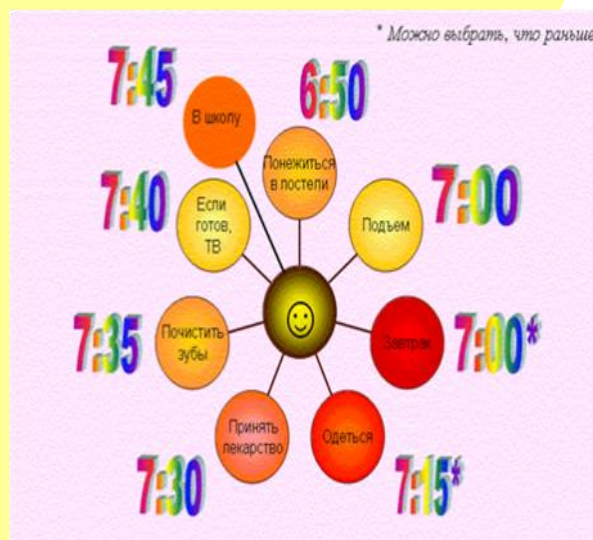 * Можно выбрать, что раньше
6:50
Понежиться
в постели
7:00
Подъем
7:00*
Завтрак
7:15*
Одеться
7:30
Принять
лекарство
7:35
Почистить
зубы
7:40
Если
готов,
ТВ
7:45
В школу